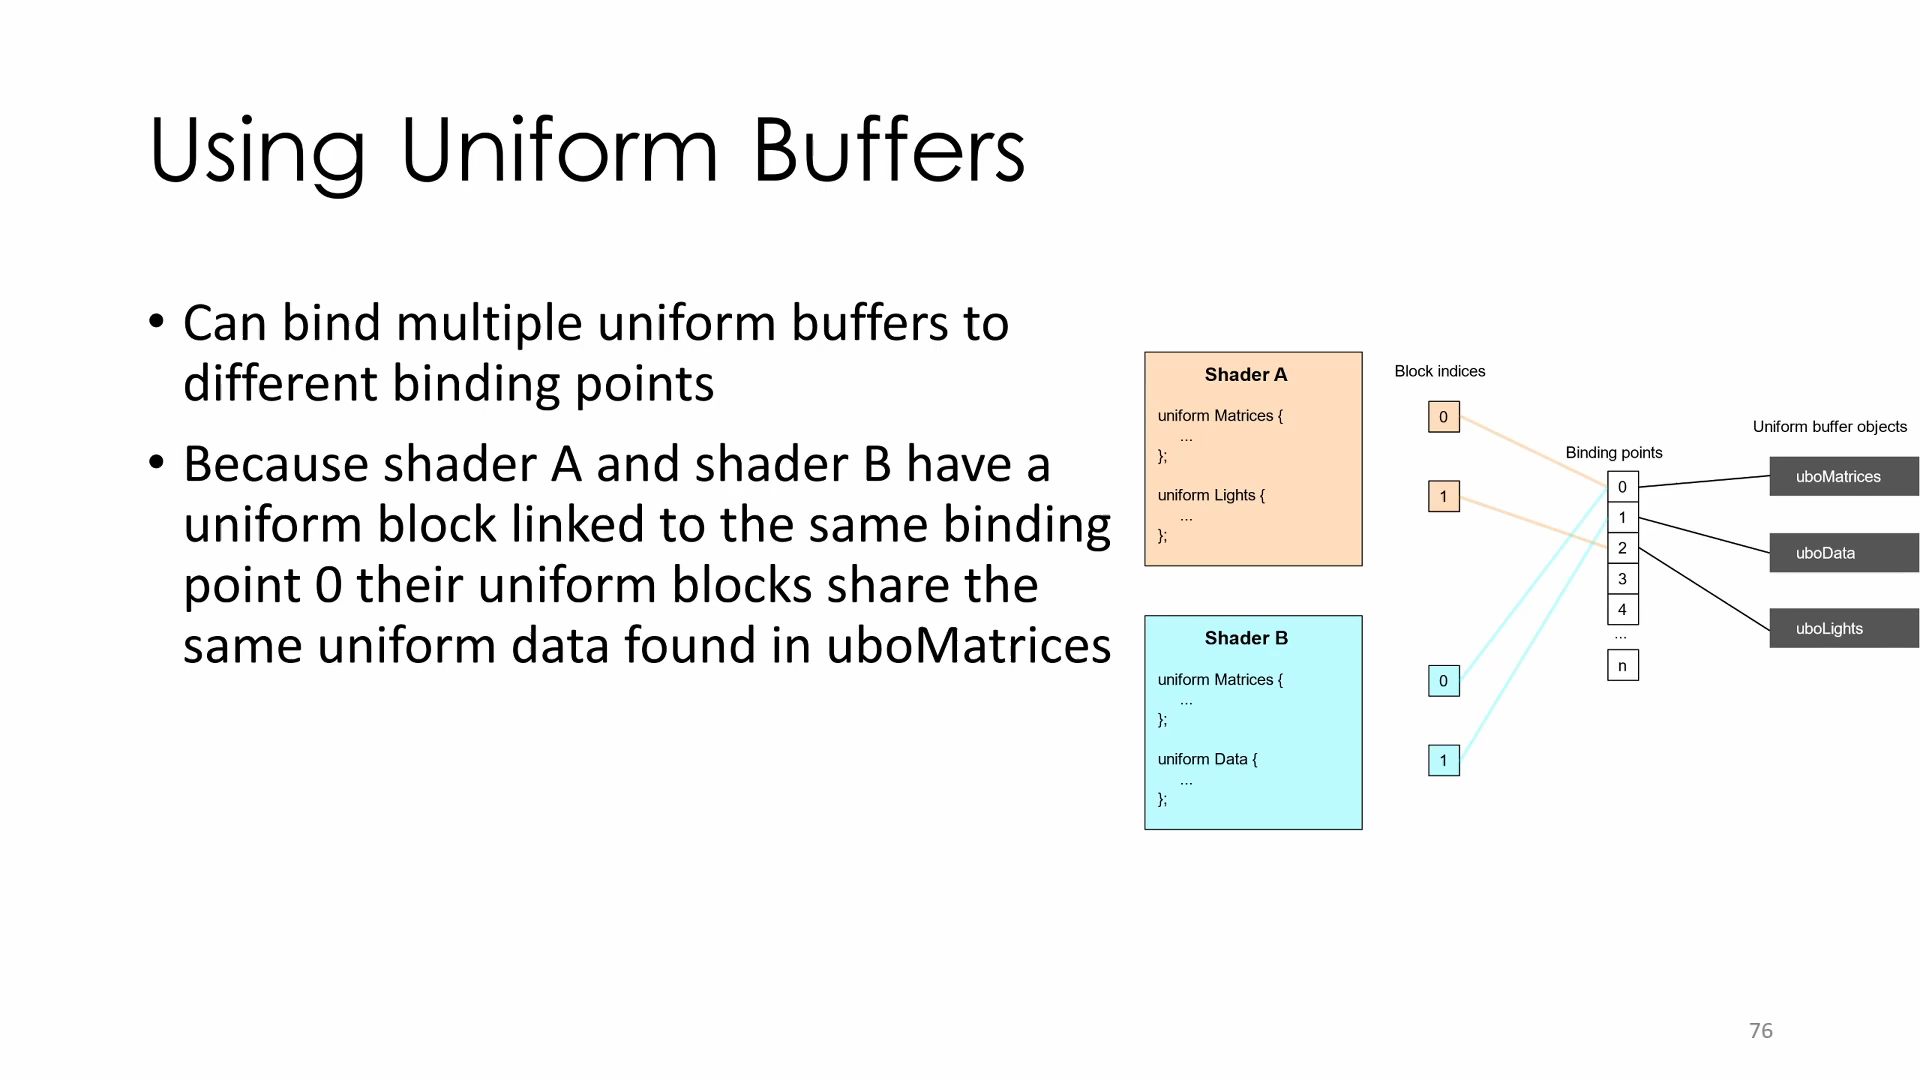 Using Uniform Buffers
• Can bind multiple uniform buffers to
different binding points
• Because shader A and shader B have a
uniform block linked to the same binding
point 0 their uniform blocks share the
same uniform data found in uboMatrices
Shader A
uniform Matrices {
...
};
uniform Lights {
...
};
Shader B
uniform Matrices {
...
};
uniform Data {
...
};
Block indices
0
1
0
1
Binding points
0
1
2
3
4
...
n
Uniform buffer objects
uboMatrices
uboData
uboLights
76